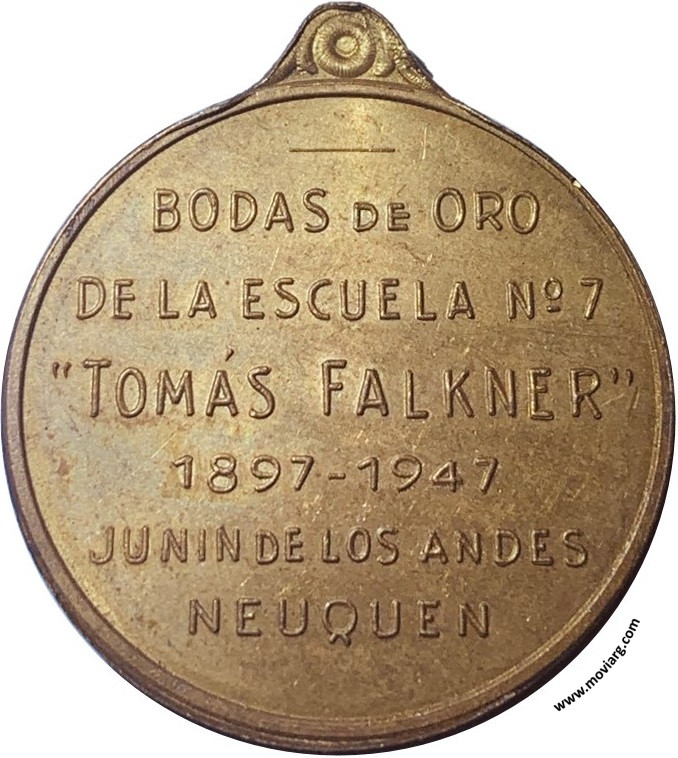 BODAS DE ORO
DE LA ESCUELA Nº 7
"TOMÁS FALKNER"
1897-1947
JUNIN DE LOS ANDES
NEUQUEN
www.moviarg.com